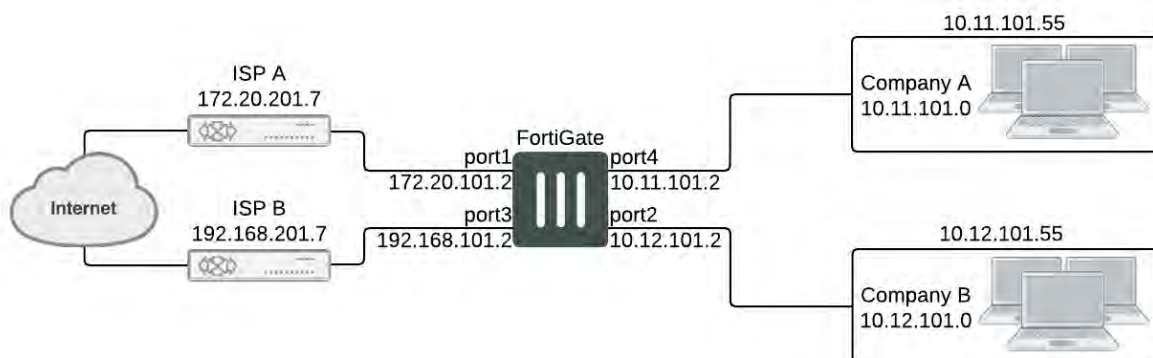 10.11.101.55
ISP A
172.20.201.7
Company A
10.11.101.0
FortiGate
port1
port4
172.20.101.2
10.11.101.2
Internet
ISP B
192.168.201.7
port3
port2
192.168.101.2
10.12.101.2
10.12.101.55
Company B
10.12.101.0